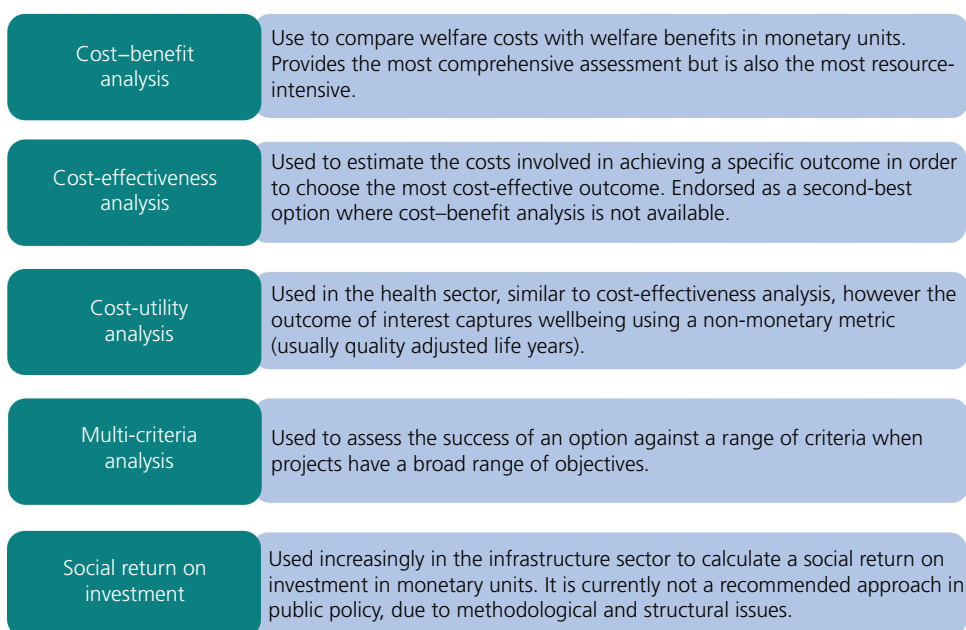 Cost–benefit
analysis
Use to compare welfare costs with welfare benefits in monetary units.
Provides the most comprehensive assessment but is also the most resource-
intensive.
Cost-effectiveness
analysis
Used to estimate the costs involved in achieving a specific outcome in order
to choose the most cost-effective outcome. Endorsed as a second-best
option where cost–benefit analysis is not available.
Cost-utility
analysis
Used in the health sector, similar to cost-effectiveness analysis, however the
outcome of interest captures wellbeing using a non-monetary metric
(usually quality adjusted life years).
Multi-criteria
analysis
Used to assess the success of an option against a range of criteria when
projects have a broad range of objectives.
Social return on
investment
Used increasingly in the infrastructure sector to calculate a social return on
investment in monetary units. It is currently not a recommended approach in
public policy, due to methodological and structural issues.